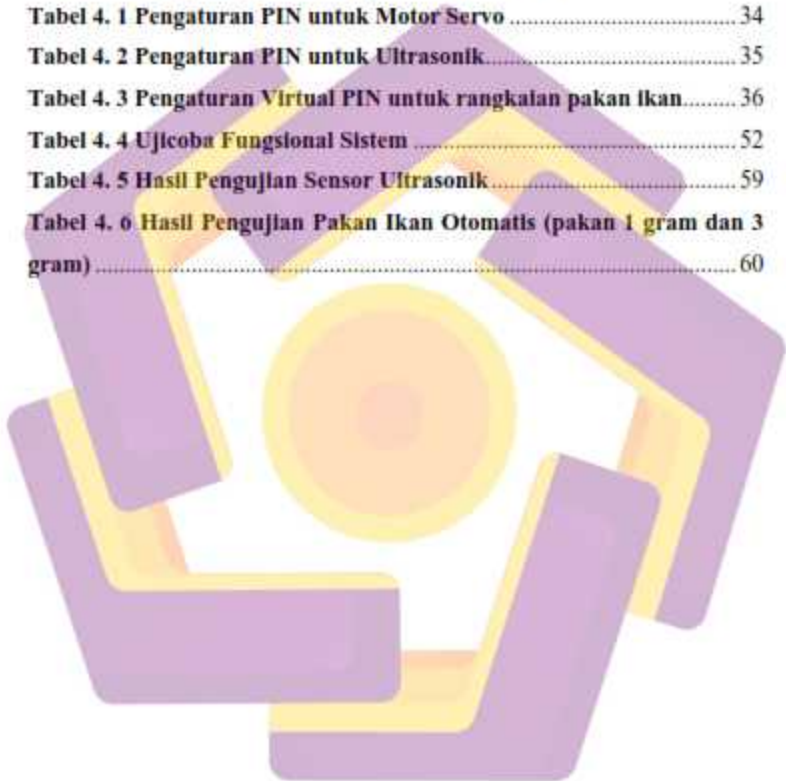 Tabel 4. 1 Pengaturan PIN untuk Motor Servo ........................................ 34
Tabel 4. 2 Pengaturan PIN untuk Ultrasonik............................................. 35
Tabel 4. 3 Pengaturan Virtual PIN untuk rangkaian pakan ikan......... 36
Tabel 4. 4 Ujicoba Fungsional Sistem ......................................................... 52
Tabel 4. 5 Hasil Pengujian Sensor Ultrasonik............................................ 59
Tabel 4. 6 Hasil Pengujian Pakan Ikan Otomatis (pakan 1 gram dan 3
gram) .................................................................................................................. 60